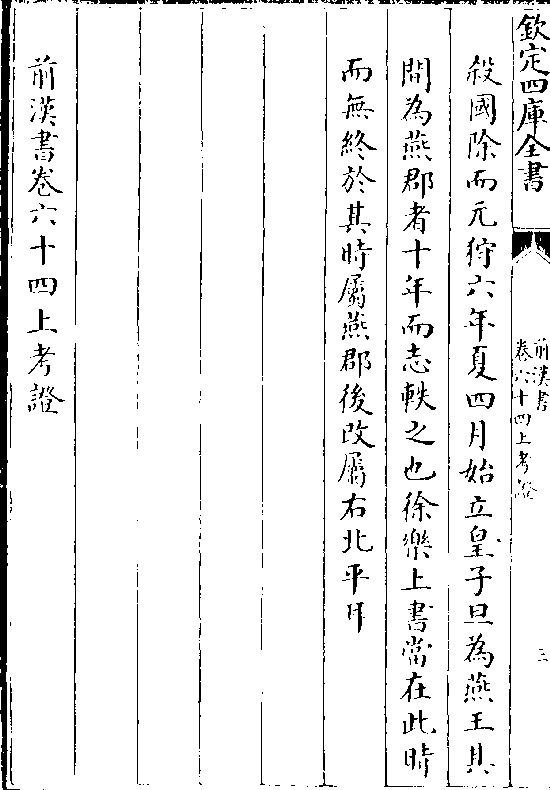 欽定四庫全書
前漢書
卷六十四上考證
三
殺國除而元狩六年夏四月始立皇子旦為燕王其
間為燕郡者十年而志軼之也徐樂上書當在此時
而無終於其時屬燕郡後改屬右北平耳
前漢書卷六十四上考證